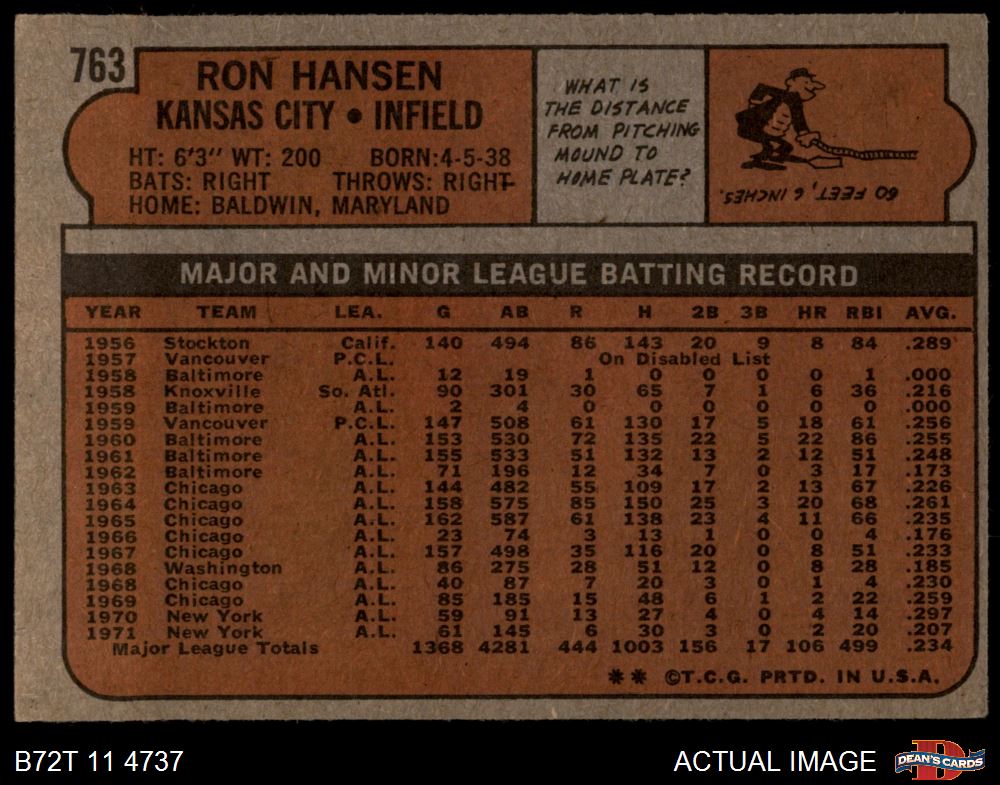 763
RON HANSEN
KANSAS CITY • INFIELD
HT: 6'3" WT: 200 BORN: 4-5-38
BATS: RIGHT THROWS: RIGHT
HOME: BALDWIN, MARYLAND
WHAT IS
THE DISTANCE
FROM PITCHING
MOUND TO
HOME PLATE?
60 FEET, 6 INCHES.
MAJOR AND MINOR LEAGUE BATTING RECORD
YEAR TEAM LEA. G AB R H 2B 3B HR RBI AVG.
1956 Stockton Calif. 140 494 86 143 20 9 8 84 .289
1957 Vancouver P.C.L. On Disabled List
1958 Baltimore A.L. 12 19 1 0 0 0 0 1 .000
1958 Knoxville So. Atl. 90 301 30 65 7 1 6 36 .216
1959 Baltimore A.L. 2 4 0 0 0 0 0 0 .000
1959 Vancouver P.C.L. 147 508 61 130 17 5 18 61 .256
1960 Baltimore A.L. 153 530 72 135 22 5 22 86 .255
1961 Baltimore A.L. 155 533 51 132 13 2 12 51 .248
1962 Baltimore A.L. 71 196 12 34 7 0 3 17 .173
1963 Chicago A.L. 144 482 55 109 17 2 13 67 .226
1964 Chicago A.L. 158 575 85 150 25 3 20 68 .261
1965 Chicago A.L. 162 587 61 138 23 4 11 66 .235
1966 Chicago A.L. 23 74 3 13 1 0 0 4 .176
1967 Chicago A.L. 157 498 35 116 20 0 8 51 .233
1968 Washington A.L. 86 275 28 51 12 0 8 28 .185
1968 Chicago A.L. 40 87 7 20 3 0 1 4 .230
1969 Chicago A.L. 85 185 15 48 6 1 2 22 .259
1970 New York A.L. 59 91 13 27 4 0 4 14 .297
1971 New York A.L. 61 145 6 30 3 0 2 20 .207
Major League Totals 1368 4281 444 1003 156 17 106 499 .234
** ©T.C.G. PRTD. IN U.S.A.
B72T 11 4737
ACTUAL IMAGE
DEAN'S CARDS